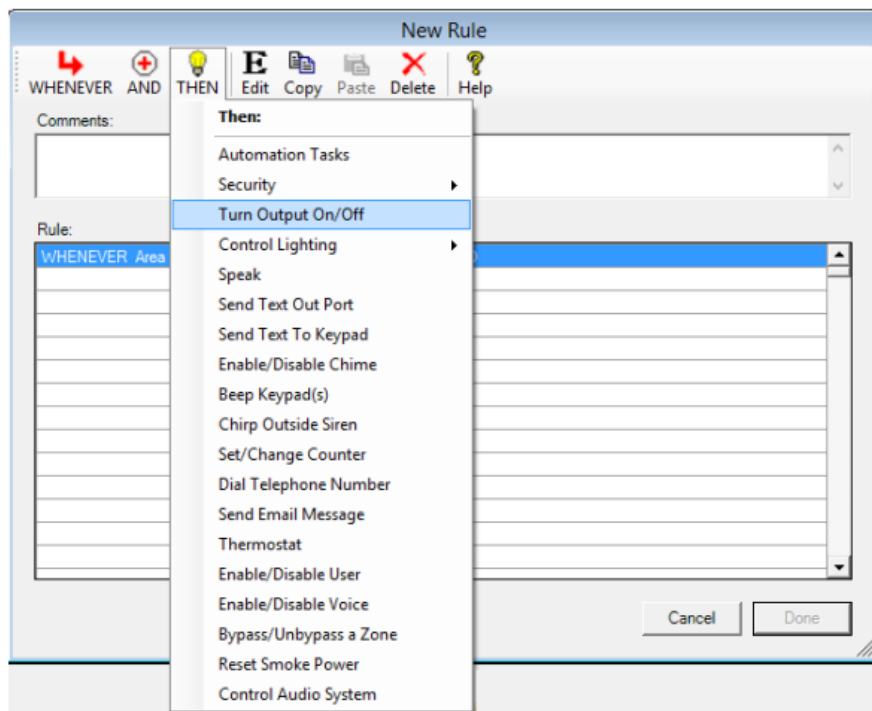 New Rule
WHENEVER AND THEN Edit Copy Paste Delete Help
Comments:
Then:
Automation Tasks
Security
Turn Output On/Off
Control Lighting
Speak
Send Text Out Port
Send Text To Keypad
Enable/Disable Chime
Beep Keypad(s)
Chirp Outside Siren
Set/Change Counter
Dial Telephone Number
Send Email Message
Thermostat
Enable/Disable User
Enable/Disable Voice
Bypass/Unbypass a Zone
Reset Smoke Power
Control Audio System
Rule:
WHENEVER Area
Cancel Done